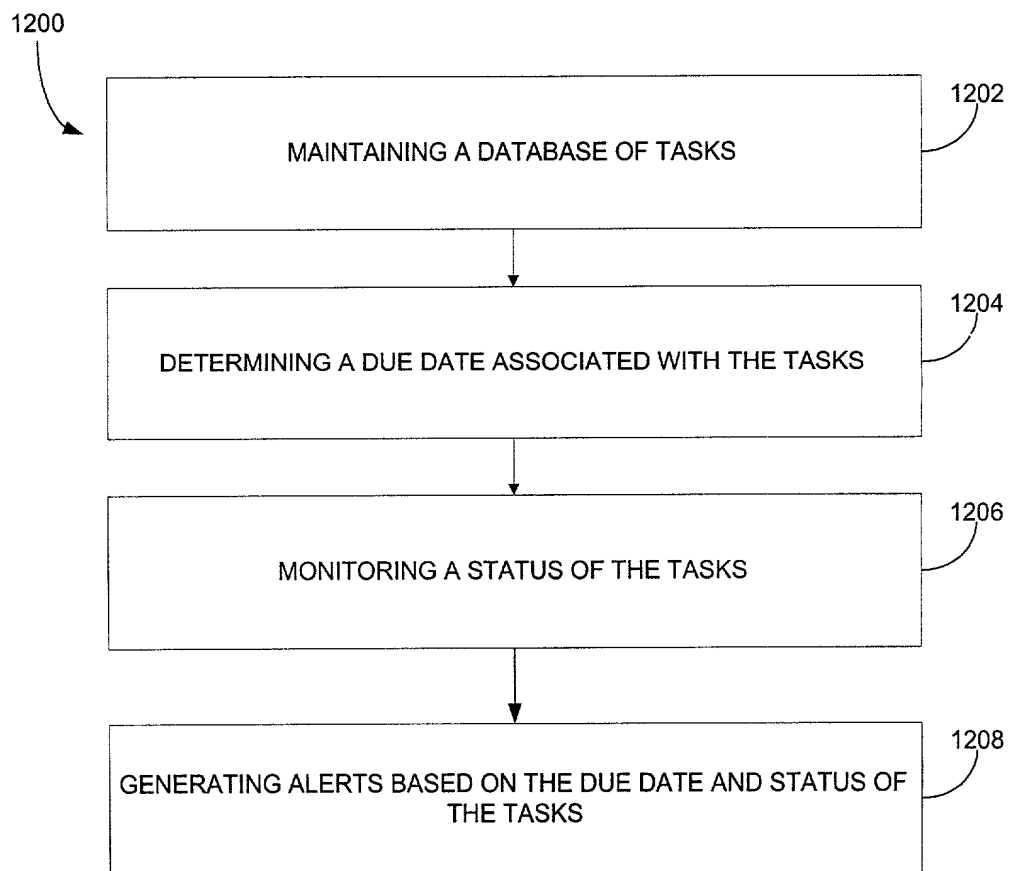 1200
1202
MAINTAINING A DATABASE OF TASKS
1204
DETERMINING A DUE DATE ASSOCIATED WITH THE TASKS
1206
MONITORING A STATUS OF THE TASKS
1208
GENERATING ALERTS BASED ON THE DUE DATE AND STATUS OF
THE TASKS